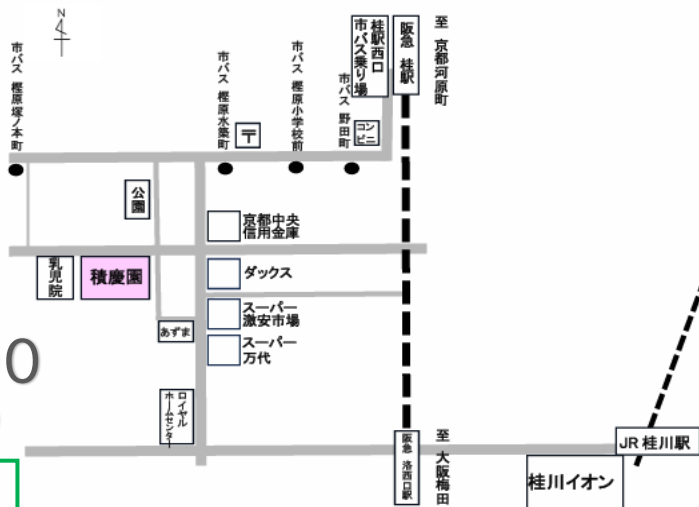 N
市バス 樫原塚ノ本町
市バス 樫原水築町
〒
市バス 樫原小学校前
市バス 野田町
コン
ビニ
桂駅西口
市バス乗り場
阪急 桂駅
至 京都河原町
公園
京都中央
信用金庫
乳児院
積慶園
ダックス
スーパー
激安市場
あずま
スーパー
万代
0
ロイヤル
ホームセンター
阪急 洛西口駅
至 大阪梅田
JR 桂川駅
桂川イオン